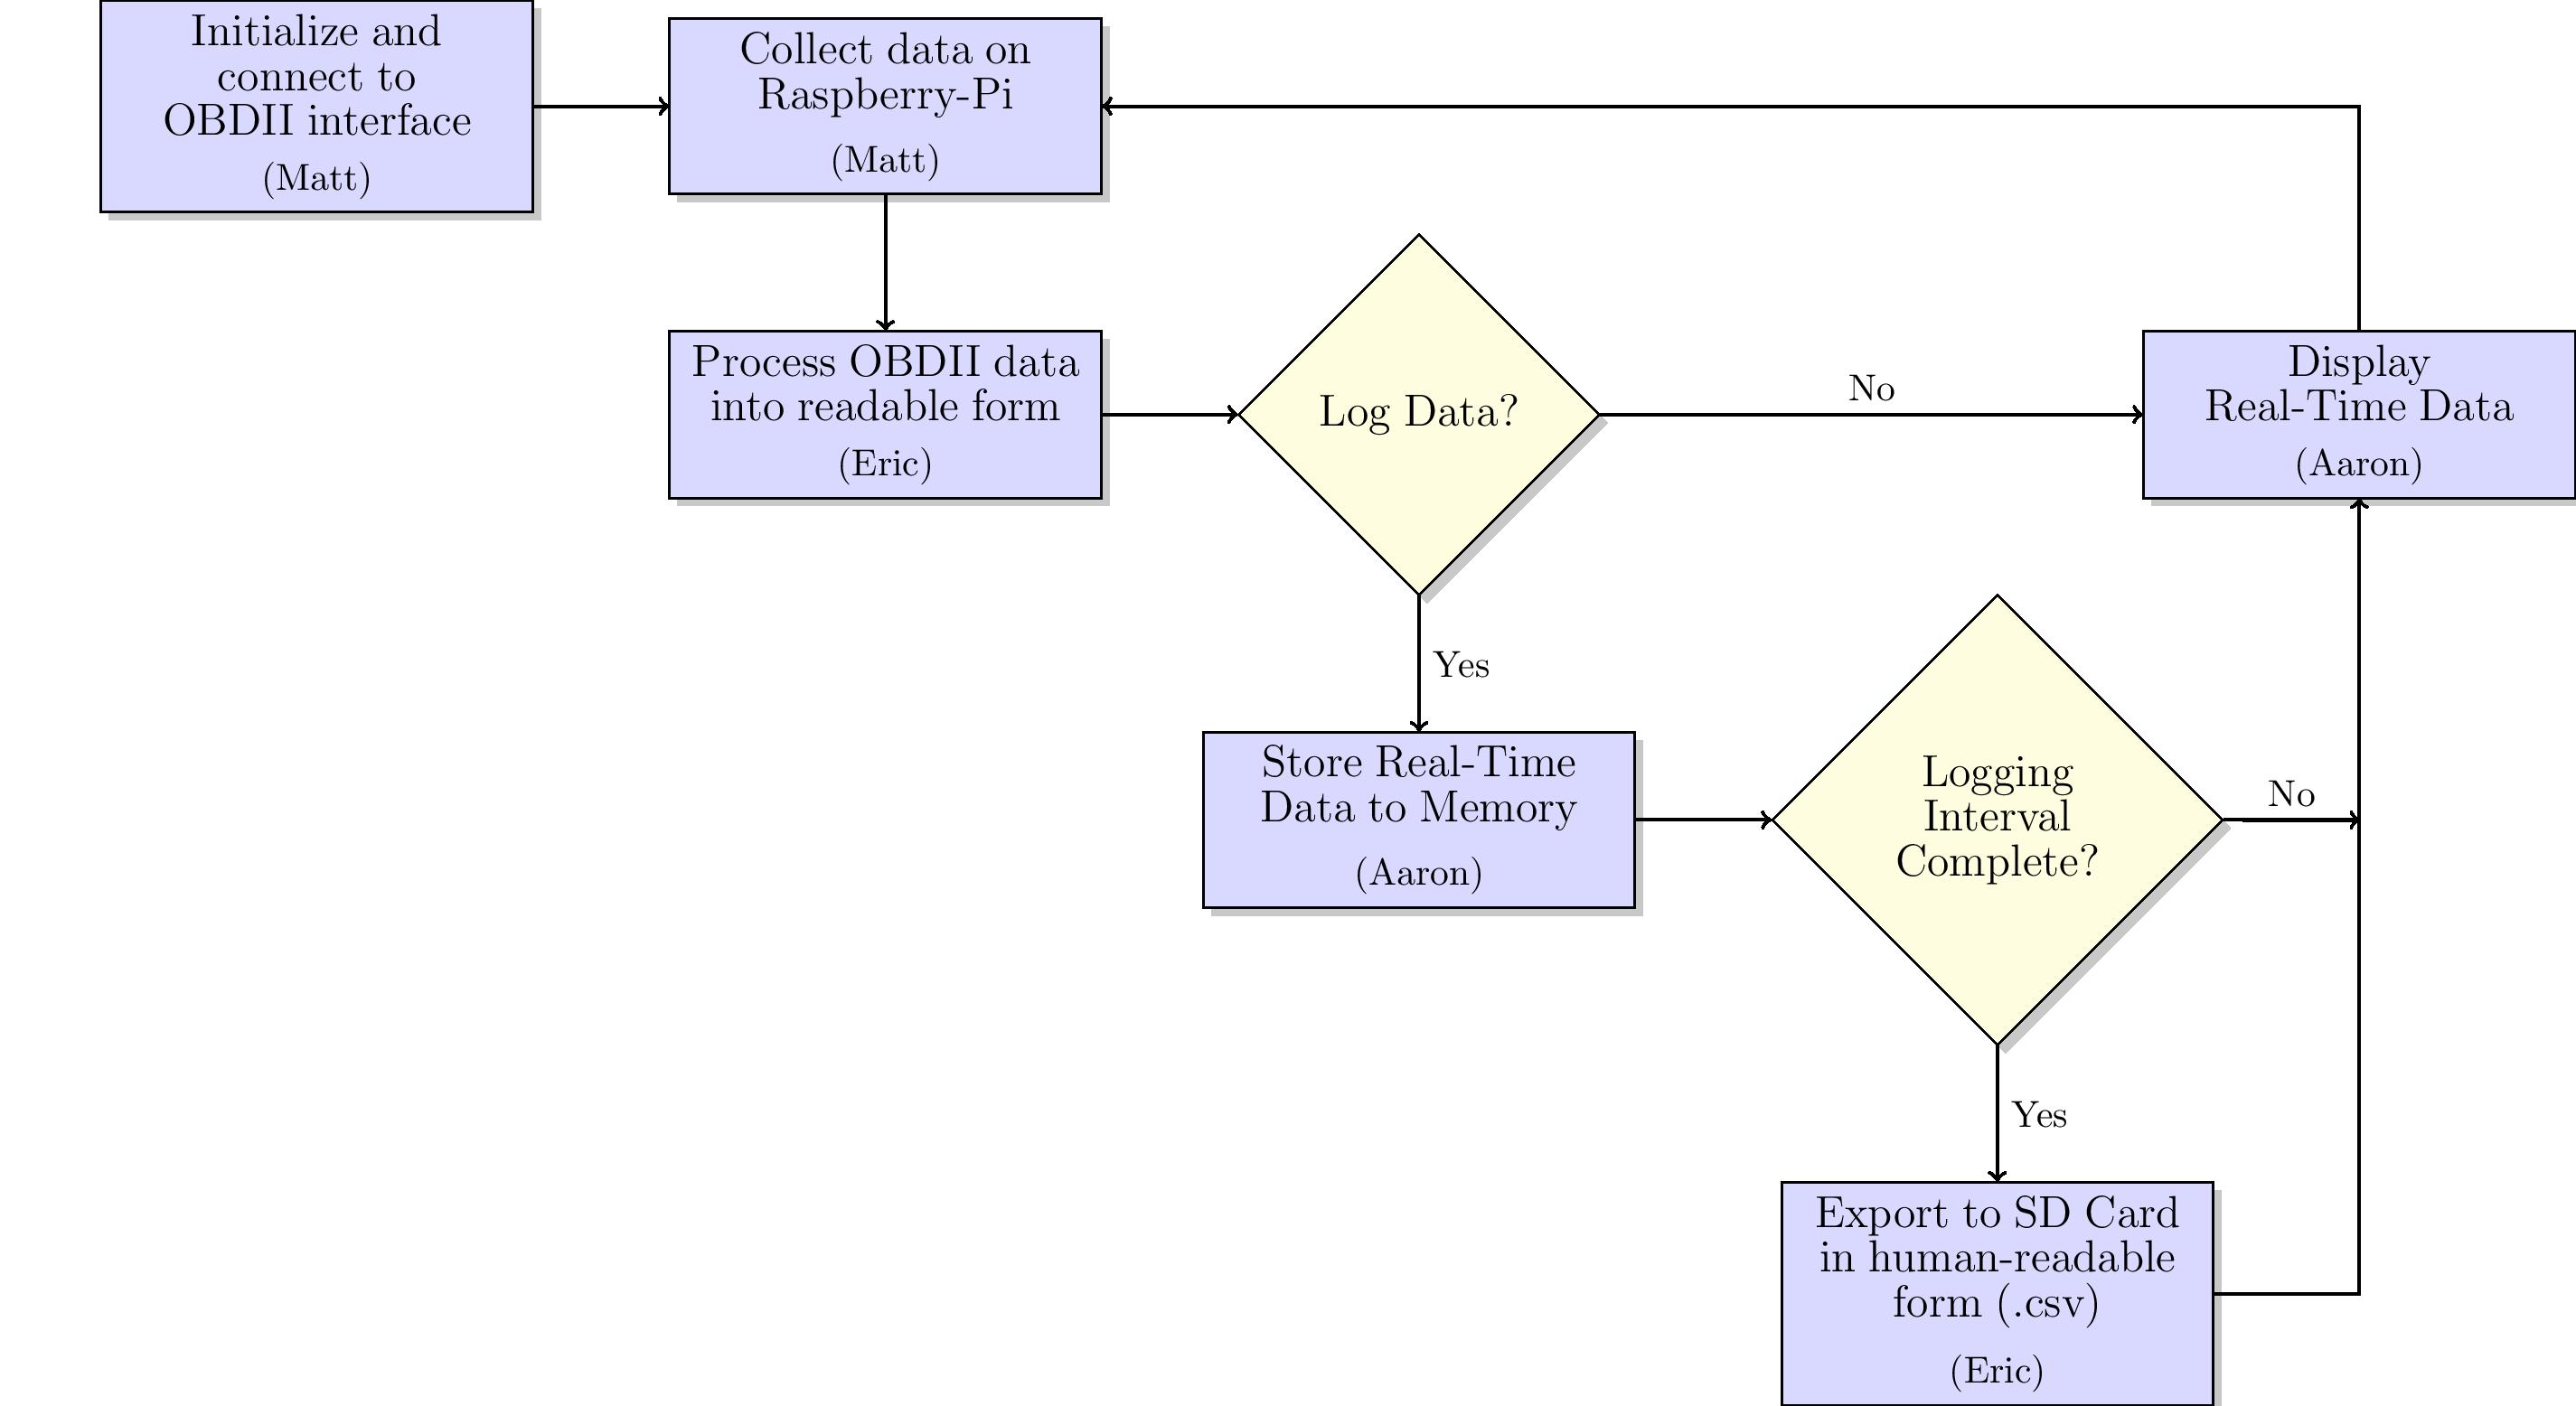 Initialize and
connect to
OBDII interface
(Matt)
Collect data on
Raspberry-Pi
(Matt)
Process OBDII data
into readable form
(Eric)
Log Data?
No
Display
Real-Time Data
(Aaron)
Yes
Store Real-Time
Data to Memory
(Aaron)
Logging
Interval
Complete?
No
Yes
Export to SD Card
in human-readable
form (.csv)
(Eric)